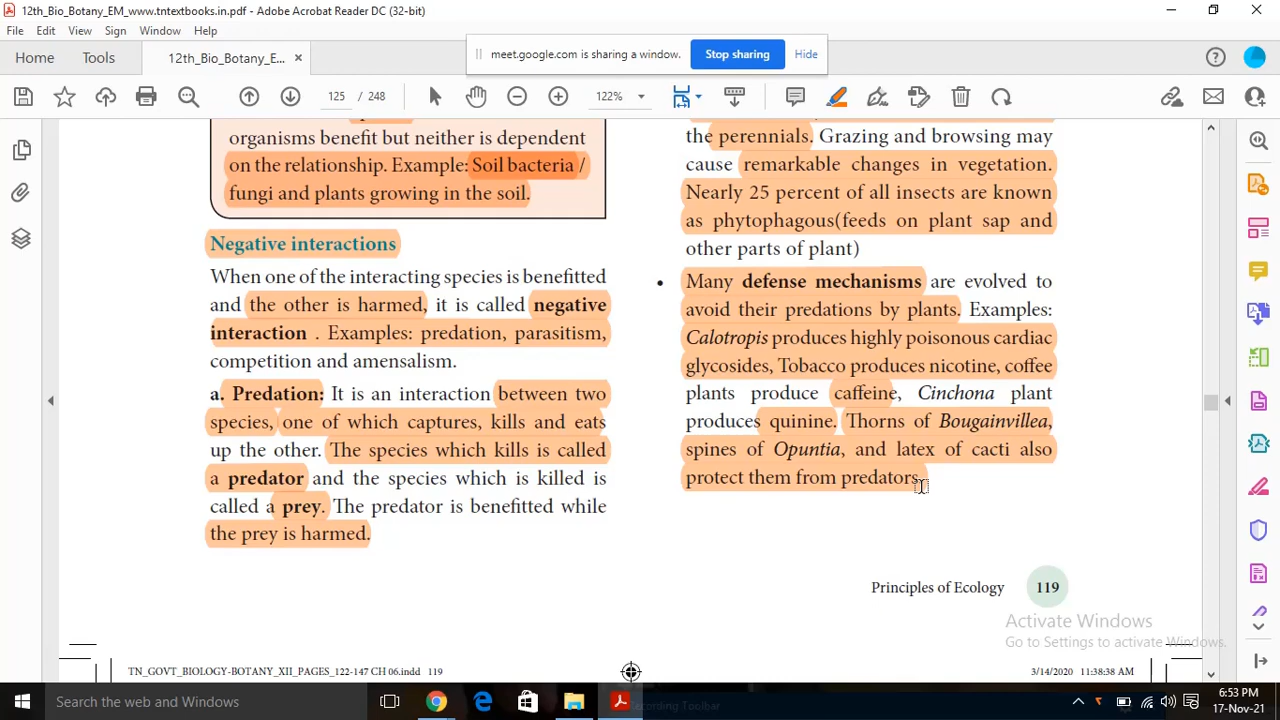 12th_Bio_Botany_EM_www.tntextbooks.in.pdf - Adobe Acrobat Reader DC (32-bit)
File Edit View Sign Window Help
Home Tools 12th_Bio_Botany_E... ×
meet.google.com is sharing a window. Stop sharing Hide
125 / 248 122%
organisms benefit but neither is dependent
on the relationship. Example: Soil bacteria /
fungi and plants growing in the soil.
Negative interactions
When one of the interacting species is benefitted
and the other is harmed, it is called negative
interaction . Examples: predation, parasitism,
competition and amensalism.
a. Predation: It is an interaction between two
species, one of which captures, kills and eats
up the other. The species which kills is called
a predator and the species which is killed is
called a prey. The predator is benefitted while
the prey is harmed.
the perennials. Grazing and browsing may
cause remarkable changes in vegetation.
Nearly 25 percent of all insects are known
as phytophagous(feeds on plant sap and
other parts of plant)
• Many defense mechanisms are evolved to
avoid their predations by plants. Examples:
Calotropis produces highly poisonous cardiac
glycosides, Tobacco produces nicotine, coffee
plants produce caffeine, Cinchona plant
produces quinine. Thorns of Bougainvillea,
spines of Opuntia, and latex of cacti also
protect them from predators.
Principles of Ecology 119
Activate Windows
Go to Settings to activate Windows.
TN_GOVT_BIOLOGY-BOTANY_XII_PAGES_122-147 CH 06.indd 119
3/14/2020 11:38:38 AM
Search the web and Windows
Recording Toolbar
6:53 PM
17-Nov-21